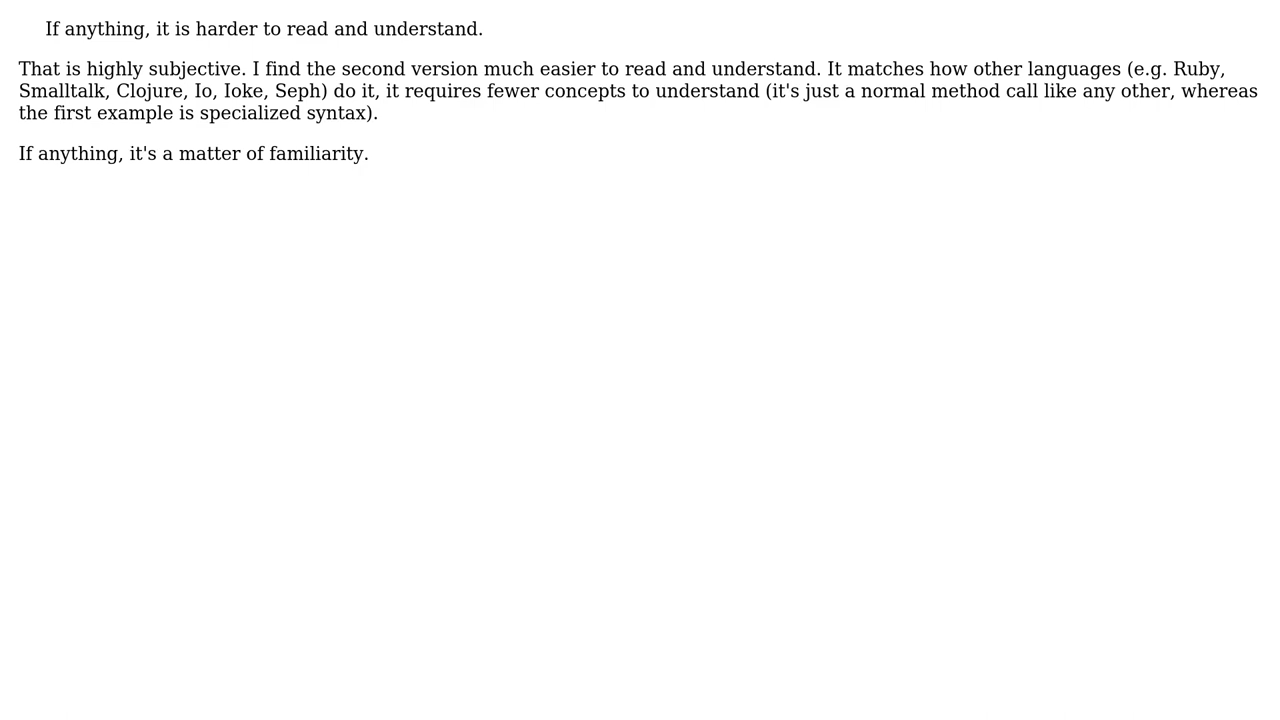 If anything, it is harder to read and understand.
That is highly subjective. I find the second version much easier to read and understand. It matches how other languages (e.g. Ruby,
Smalltalk, Clojure, Io, Ioke, Seph) do it, it requires fewer concepts to understand (it's just a normal method call like any other, whereas
the first example is specialized syntax).
If anything, it's a matter of familiarity.